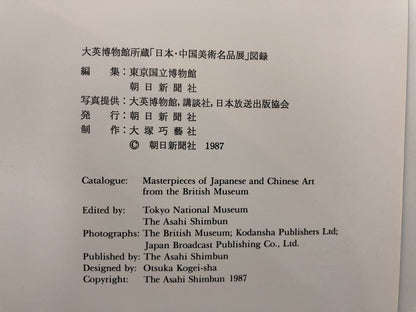 大英博物館所蔵「日本・中国美術名品展」図録
編　　集：東京国立博物館
朝日新聞社
写真提供：大英博物館，講談社，日本放送出版協会
発　　行：朝日新聞社
制　　作：大塚巧藝社
© 朝日新聞社 1987
Catalogue: Masterpieces of Japanese and Chinese Art
from the British Museum
Edited by: Tokyo National Museum
The Asahi Shimbun
Photographs: The British Museum; Kodansha Publishers Ltd;
Japan Broadcast Publishing Co., Ltd.
Published by: The Asahi Shimbun
Designed by: Otsuka Kogei-sha
Copyright: The Asahi Shimbun 1987